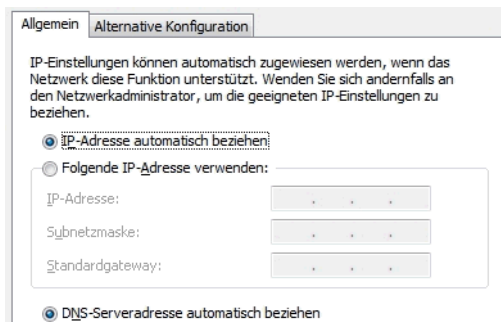 Allgemein Alternative Konfiguration
IP-Einstellungen können automatisch zugewiesen werden, wenn das
Netzwerk diese Funktion unterstützt. Wenden Sie sich andernfalls an
den Netzwerkadministrator, um die geeigneten IP-Einstellungen zu
beziehen.
IP-Adresse automatisch beziehen
Folgende IP-Adresse verwenden:
IP-Adresse: . . .
Subnetzmaske: . . .
Standardgateway: . . .
DNS-Serveradresse automatisch beziehen